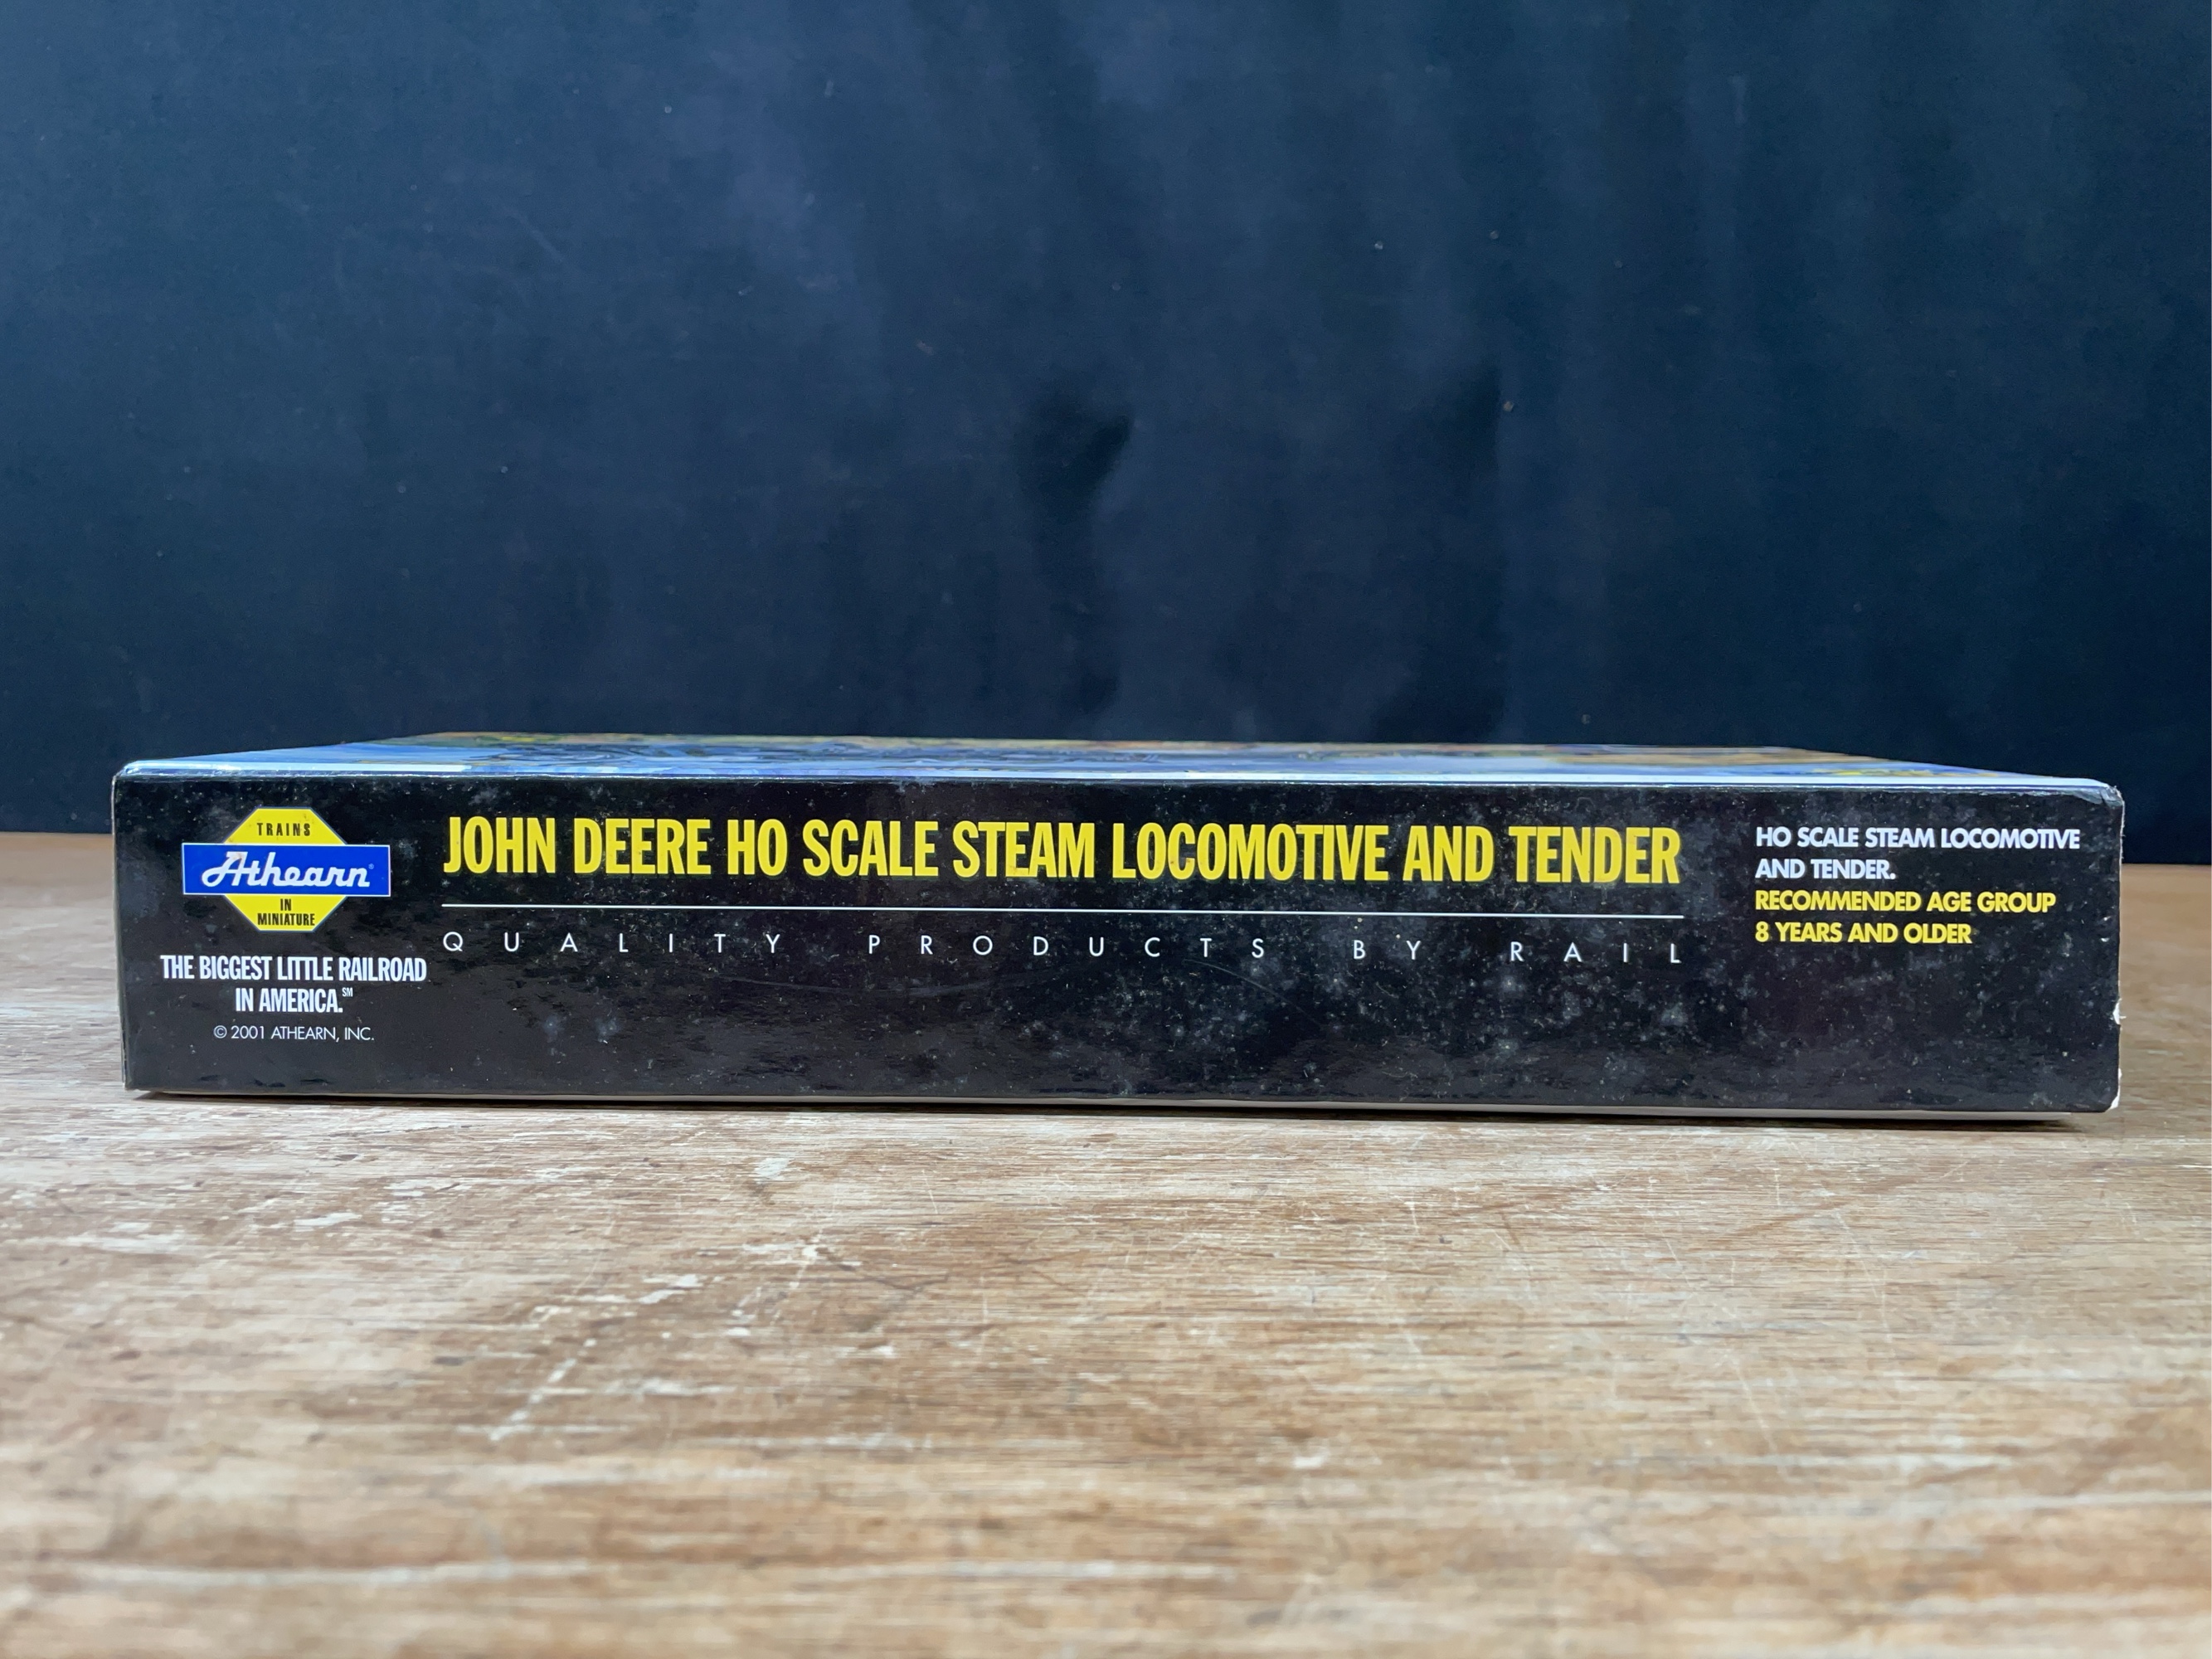 TRAINS
Athearn®
IN
MINIATURE
THE BIGGEST LITTLE RAILROAD
IN AMERICA.℠
© 2001 ATHEARN, INC.
JOHN DEERE HO SCALE STEAM LOCOMOTIVE AND TENDER
QUALITY PRODUCTS BY RAIL
HO SCALE STEAM LOCOMOTIVE
AND TENDER.
RECOMMENDED AGE GROUP
8 YEARS AND OLDER